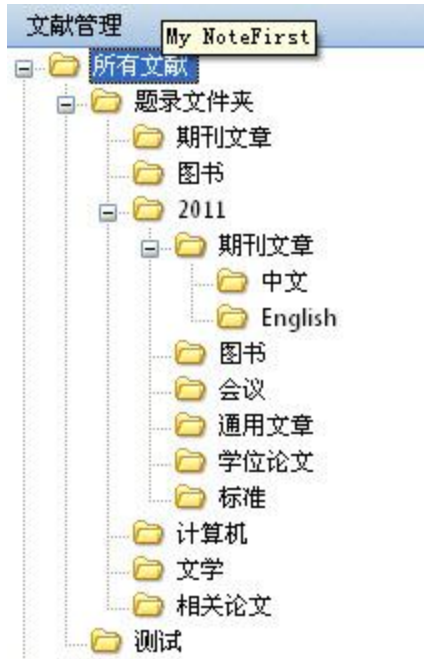 文献管理
My NoteFirst
所有文献
题录文件夹
期刊文章
图书
2011
期刊文章
中文
English
图书
会议
通用文章
学位论文
标准
计算机
文学
相关论文
测试